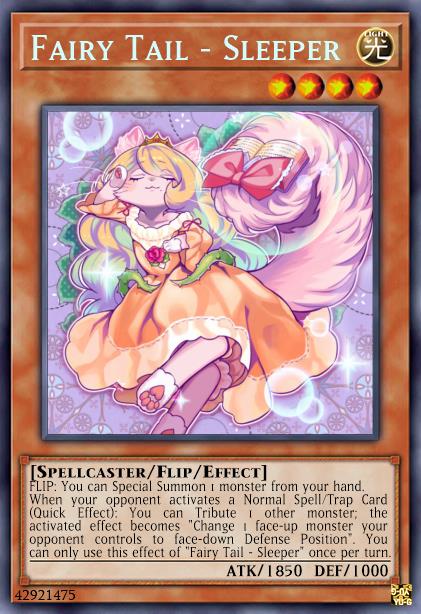 FAIRY TAIL - SLEEPER
LIGHT
光
[SPELLCASTER/FLIP/EFFECT]
FLIP: You can Special Summon 1 monster from your hand.
When your opponent activates a Normal Spell/Trap Card
(Quick Effect): You can Tribute 1 other monster; the
activated effect becomes "Change 1 face-up monster your
opponent controls to face-down Defense Position". You
can only use this effect of "Fairy Tail - Sleeper" once per turn.
ATK/1850 DEF/1000
42921475